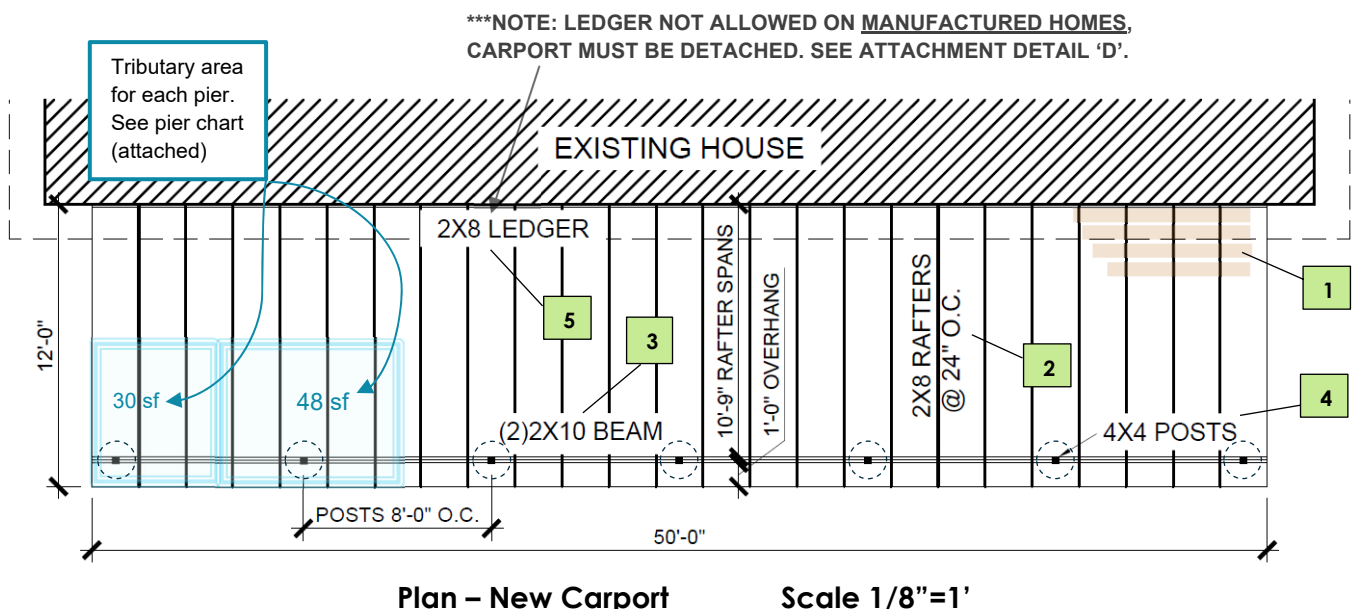 ***NOTE: LEDGER NOT ALLOWED ON MANUFACTURED HOMES,
CARPORT MUST BE DETACHED. SEE ATTACHMENT DETAIL ‘D’.
Tributary area
for each pier.
See pier chart
(attached)
EXISTING HOUSE
2X8 LEDGER
5
3
(2)2X10 BEAM
10'-9" RAFTER SPANS
1'-0" OVERHANG
2X8 RAFTERS
@ 24" O.C.
2
1
4
4X4 POSTS
12'-0"
30 sf
48 sf
POSTS 8'-0" O.C.
50'-0"
Plan – New Carport Scale 1/8”=1’